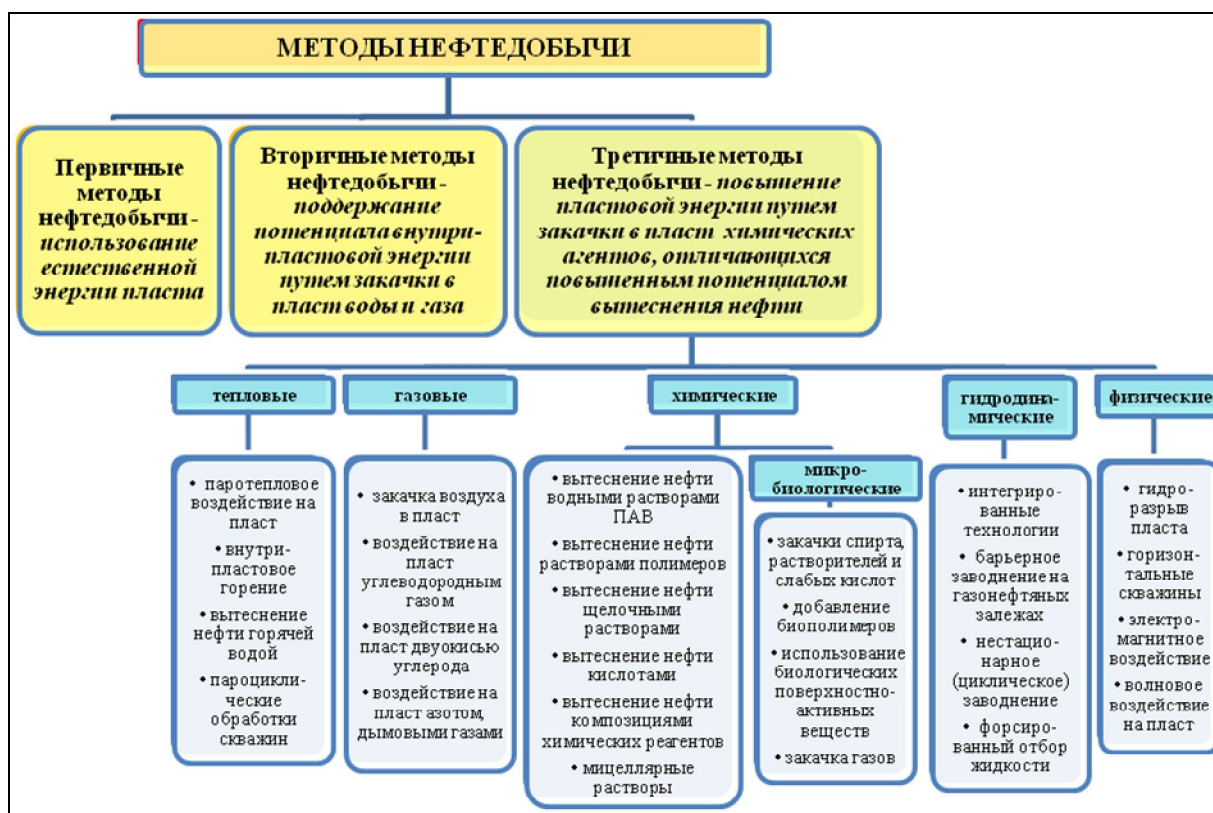 МЕТОДЫ НЕФТЕДОБЫЧИ
Первичные
методы
нефтедобычи -
использование
естественной
энергии пласта
Вторичные методы
нефтедобычи -
поддержание
потенциала внутри-
пластовой энергии
путем закачки в
пласт воды и газа
Третичные методы
нефтедобычи - повышение
пластовой энергии путем
закачки в пласт химических
агентов, отличающихся
повышенным потенциалом
вытеснения нефти
тепловые
• паротепловое
воздействие на
пласт
• внутри-
пластовое
горение
• вытеснение
нефти горячей
водой
• пароцикли-
ческие
обработки
скважин
газовые
• закачка воздуха
в пласт
• воздействие на
пласт
углеводородным
газом
• воздействие на
пласт двуокисью
углерода
• воздействие на
пласт азотом,
дымовыми газами
химические
• вытеснение нефти
водными растворами
ПАВ
• вытеснение нефти
растворами полимеров
• вытеснение нефти
щелочными
растворами
• вытеснение нефти
кислотами
• вытеснение нефти
композициями
химических реагентов
• мицеллярные
растворы
микро-
биологические
• закачки спирта,
растворителей и
слабых кислот
• добавление
биополимеров
• использование
биологических
поверхностно-
активных
веществ
• закачка газов
гидродина-
мические
• интегриро-
ванные
технологии
• барьерное
заводнение на
газонефтяных
залежах
• нестацио-
нарное
(циклическое)
заводнение
• форсиро-
ванный отбор
жидкости
физические
• гидро-
разрыв
пласта
• горизон-
тальные
скважины
• электро-
магнитное
воздействие
• волновое
воздействие
на пласт